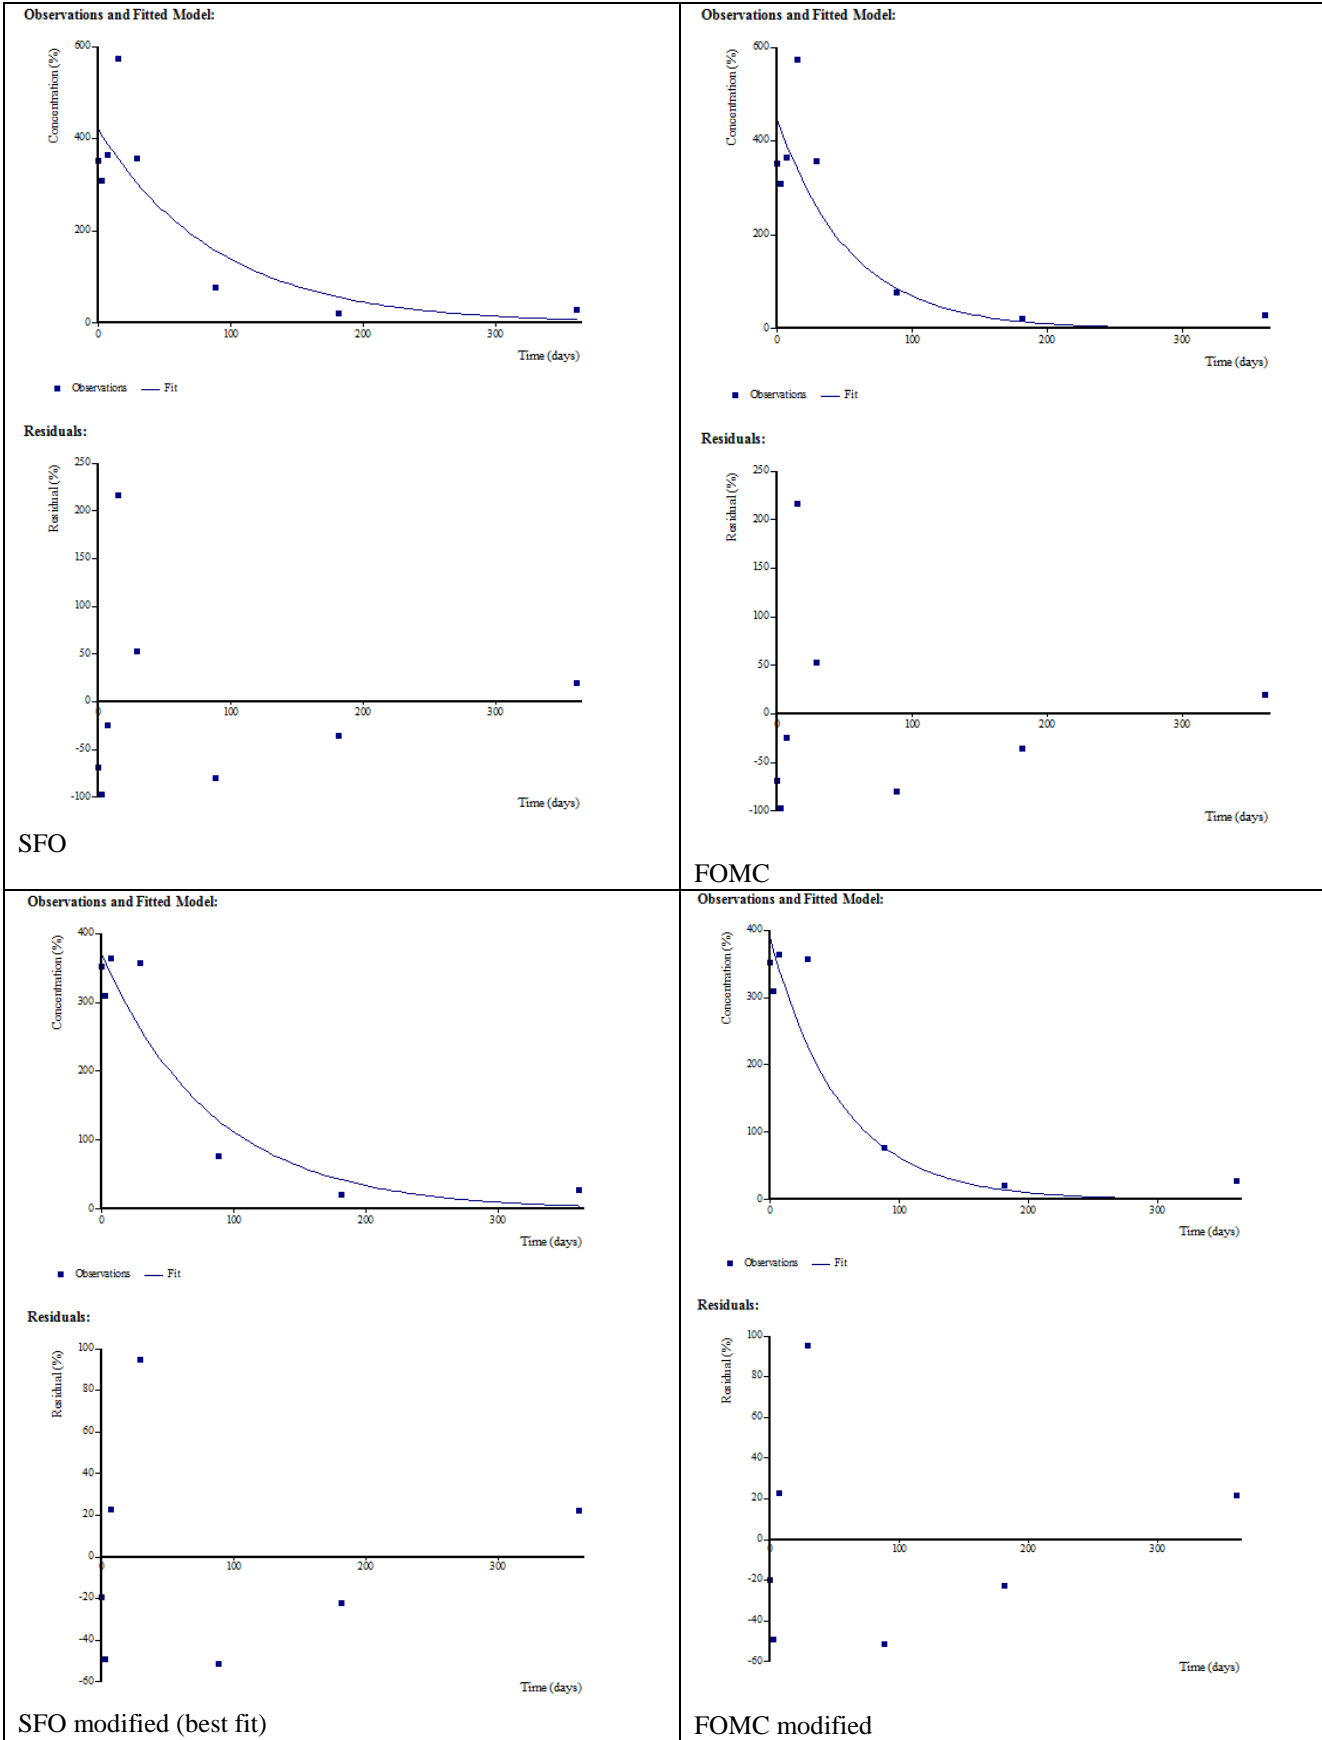 Observations and Fitted Model:
Concentration (%)
600
400
200
0
0
100
200
300
Time (days)
Observations
Fit
Residuals:
Residual (%)
250
200
150
100
50
0
-50
-100
0
100
200
300
Time (days)
SFO
Observations and Fitted Model:
Concentration (%)
600
400
200
0
0
100
200
300
Time (days)
Observations
Fit
Residuals:
Residual (%)
250
200
150
100
50
0
-50
-100
0
100
200
300
Time (days)
FOMC
Observations and Fitted Model:
Concentration (%)
400
300
200
100
0
0
100
200
300
Time (days)
Observations
Fit
Residuals:
Residual (%)
100
80
60
40
20
0
-20
-40
-60
0
100
200
300
Time (days)
SFO modified (best fit)
Observations and Fitted Model:
Concentration (%)
400
300
200
100
0
0
100
200
300
Time (days)
Observations
Fit
Residuals:
Residual (%)
100
80
60
40
20
0
-20
-40
-60
0
100
200
300
Time (days)
FOMC modified